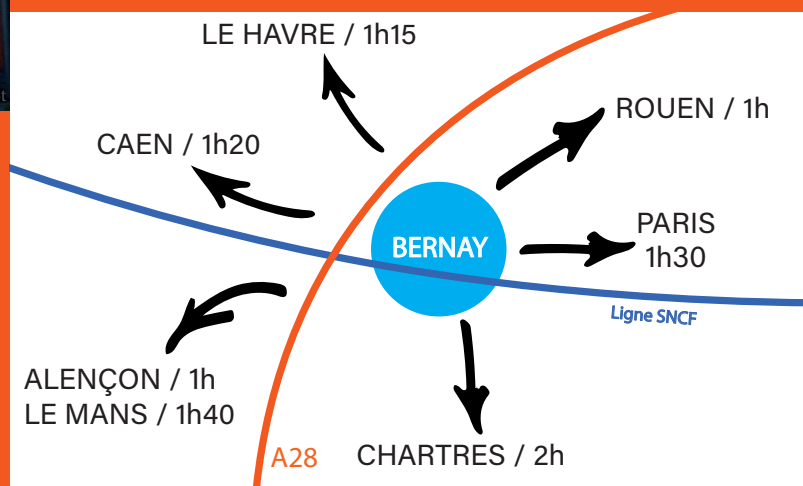 LE HAVRE / 1h15
ROUEN / 1h
CAEN / 1h20
PARIS
1h30
BERNAY
Ligne SNCF
ALENÇON / 1h
LE MANS / 1h40
A28
CHARTRES / 2h